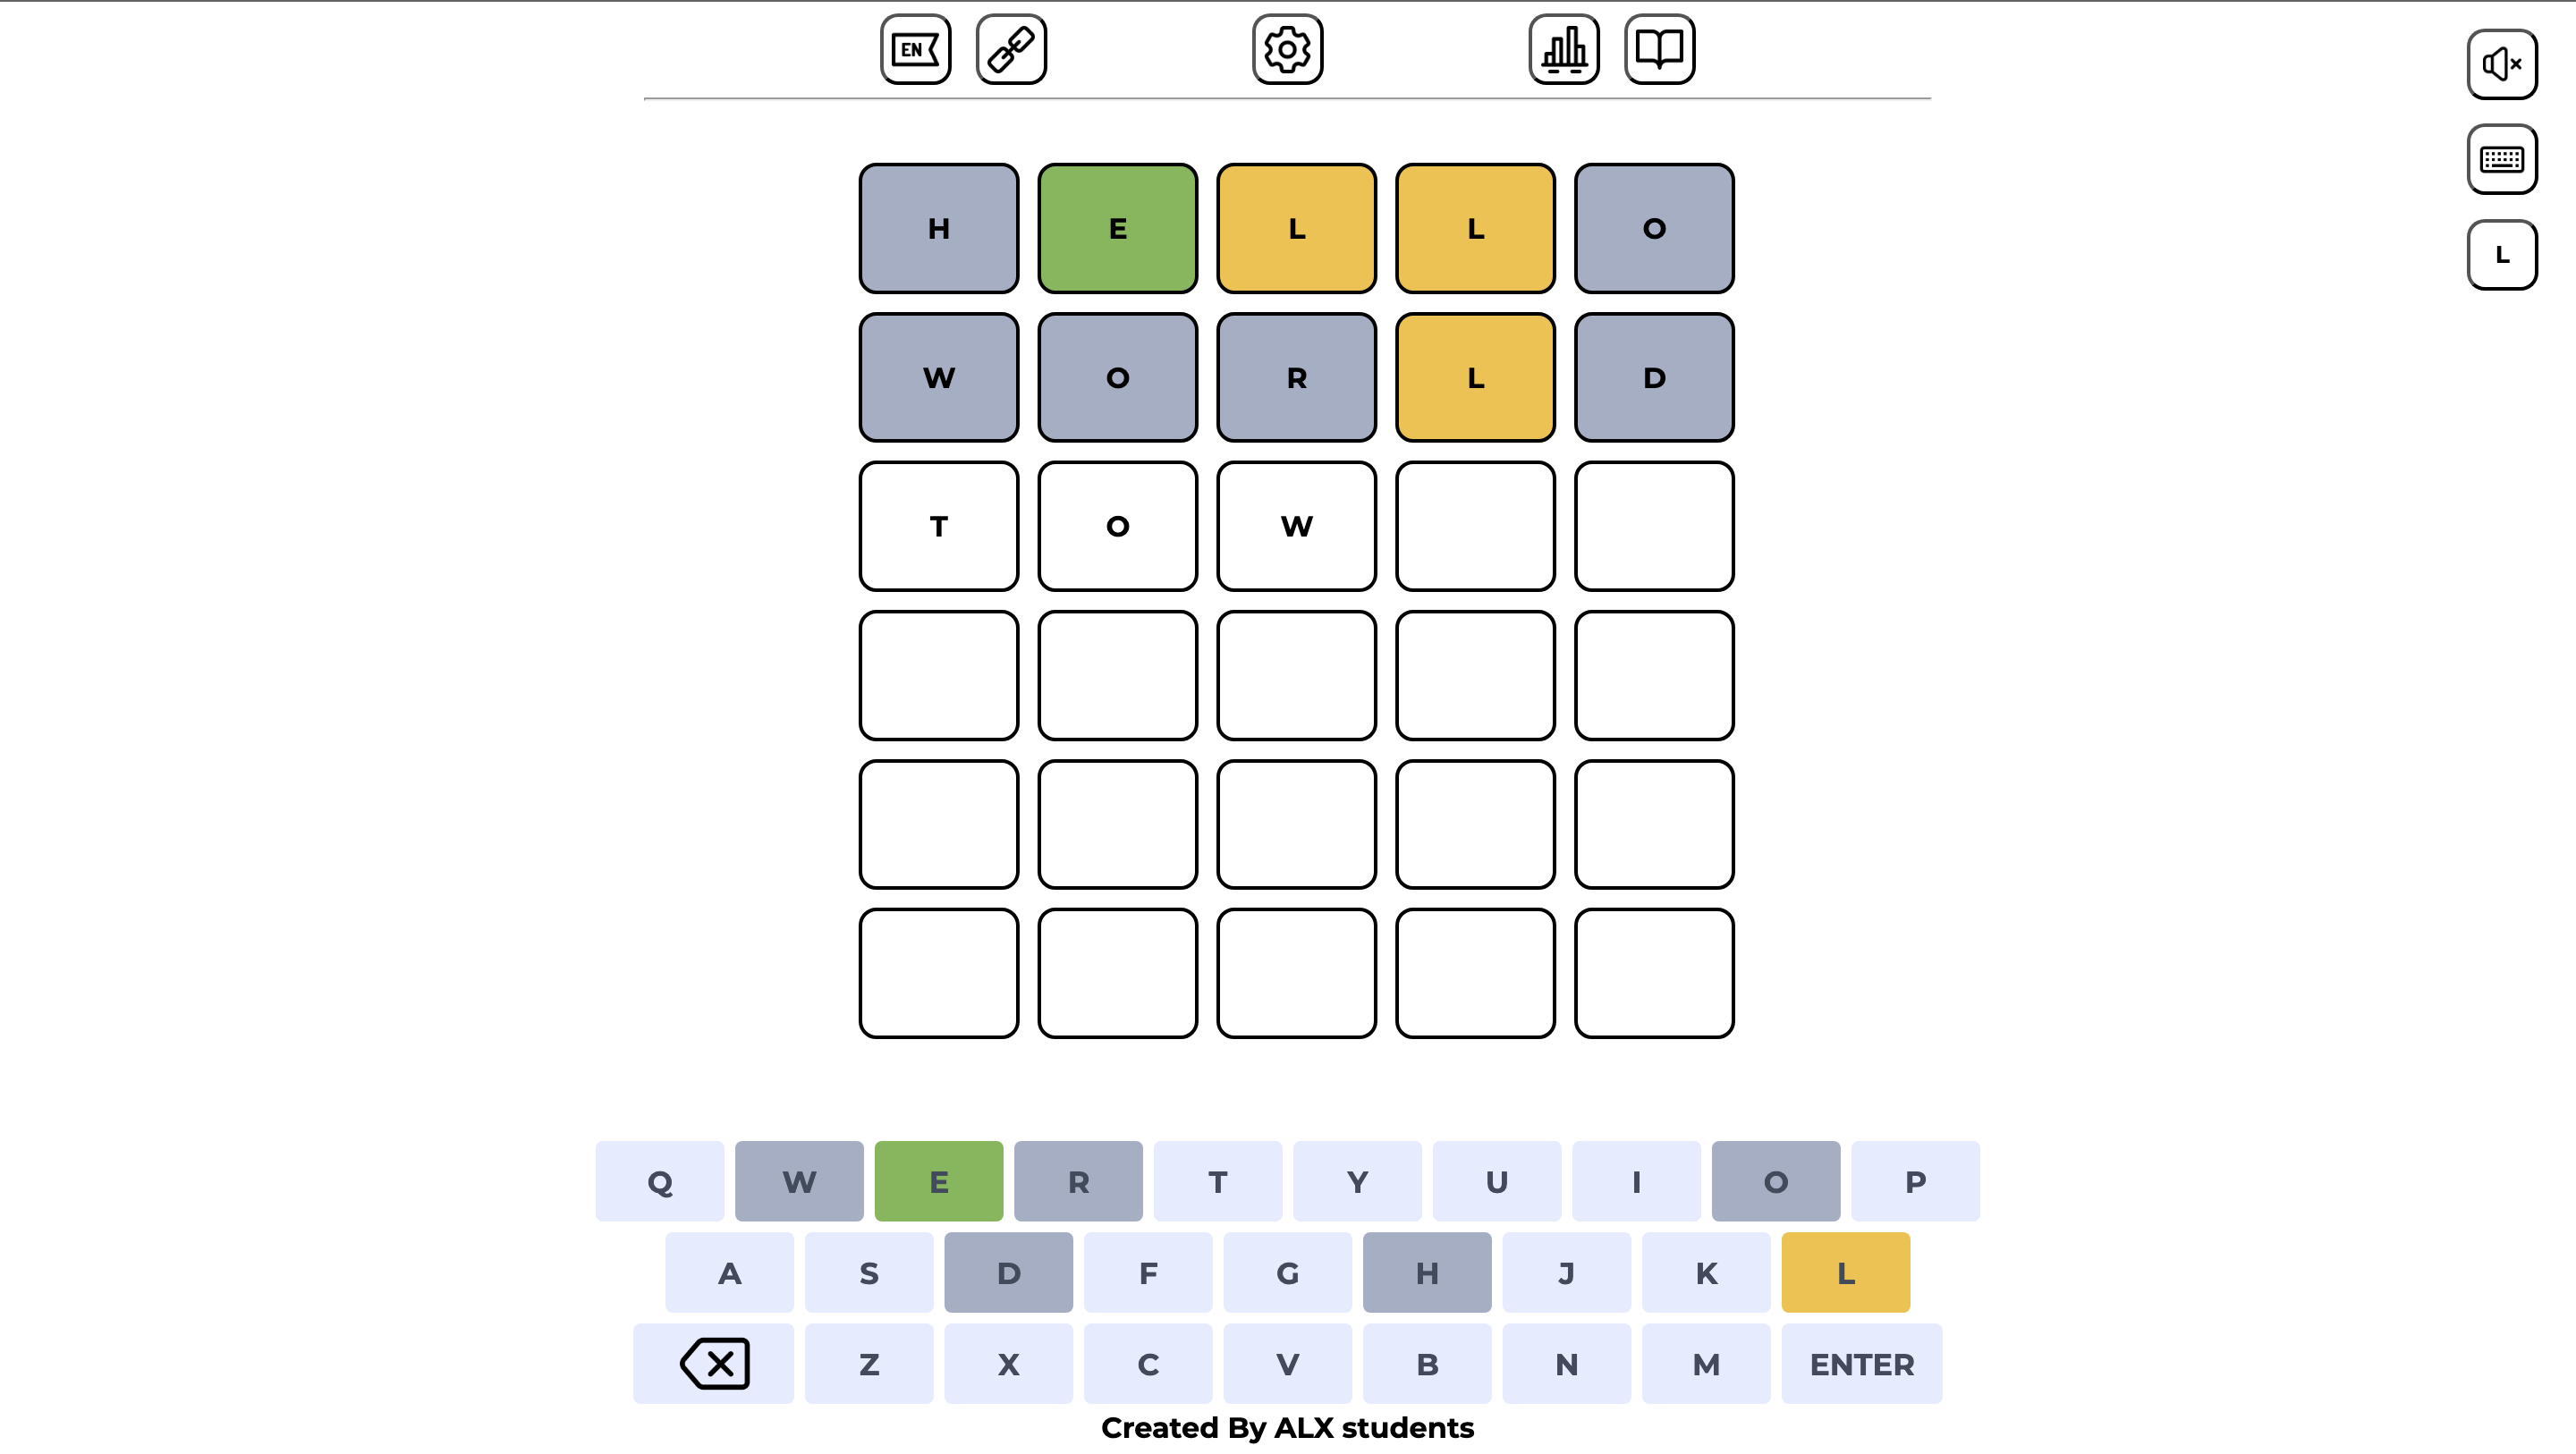 EN
L
H E L L O
W O R L D
T O W
Q W E R T Y U I O P
A S D F G H J K L
Z X C V B N M ENTER
Created By ALX students